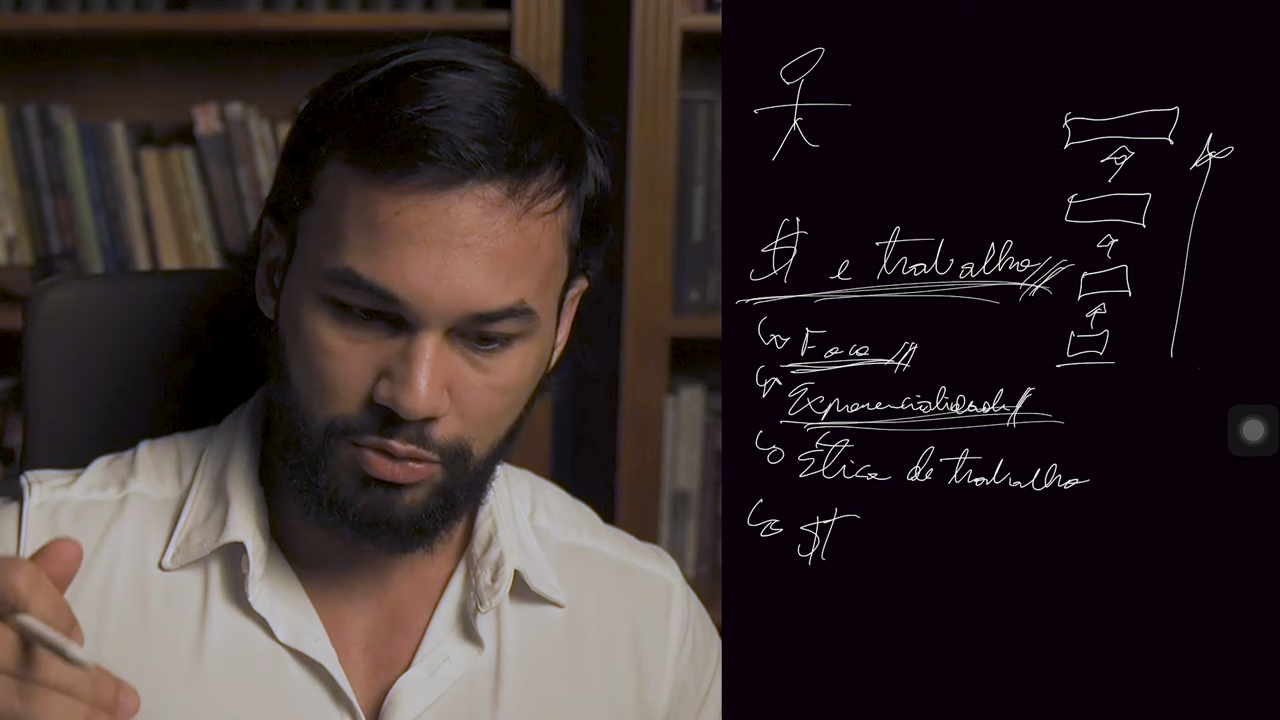 $ e trabalho
Foco
Exponencialidade
Ética de trabalho
$